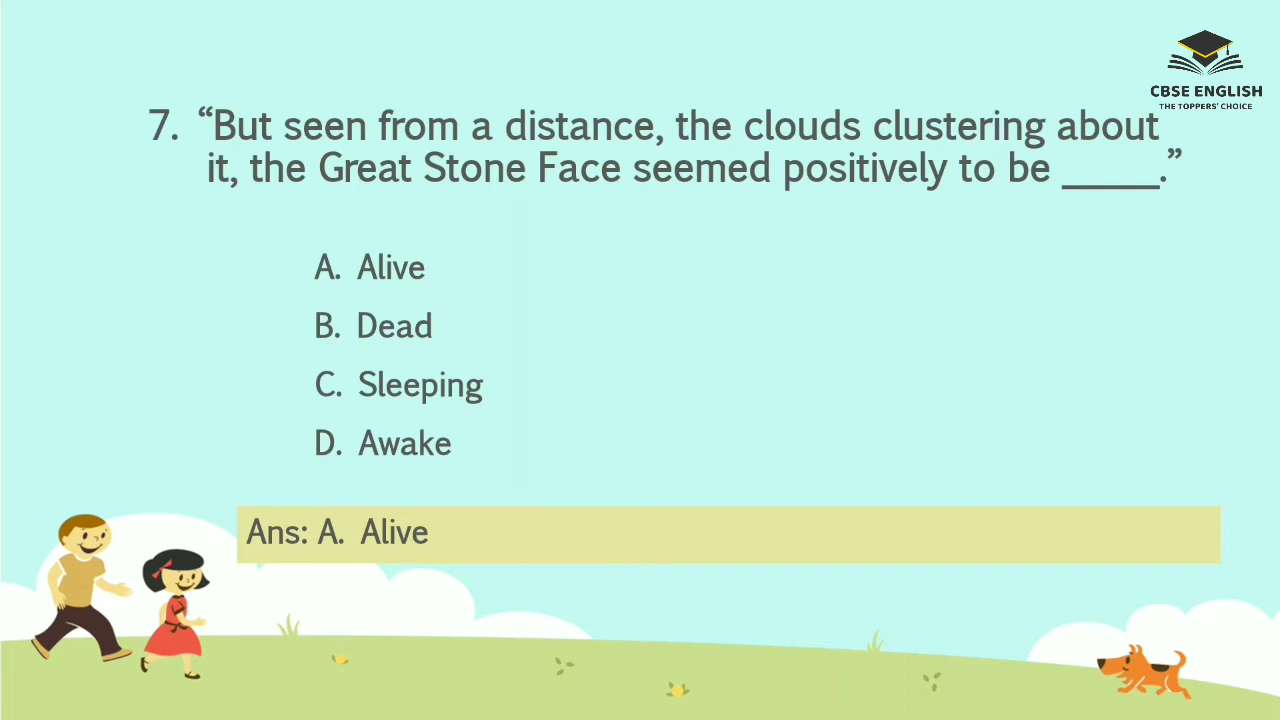 CBSE ENGLISH
THE TOPPERS' CHOICE
7. “But seen from a distance, the clouds clustering about
it, the Great Stone Face seemed positively to be _____.”
A. Alive
B. Dead
C. Sleeping
D. Awake
Ans: A. Alive